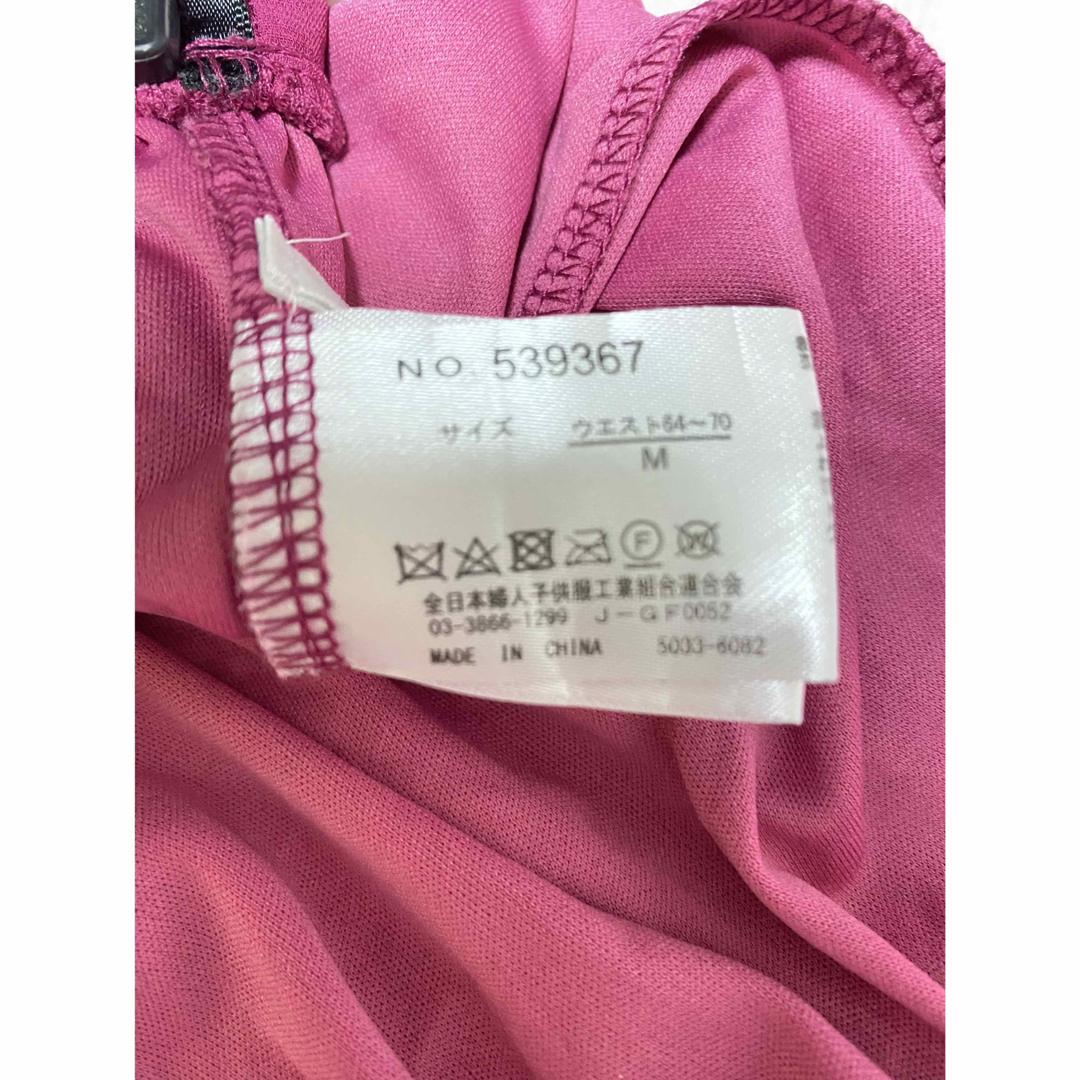 NO. 539367
サイズ ウエスト64～70
M
F W
全日本婦人子供服工業組合連合会
03-3866-1299 J-GF0052
MADE IN CHINA 5033-6082